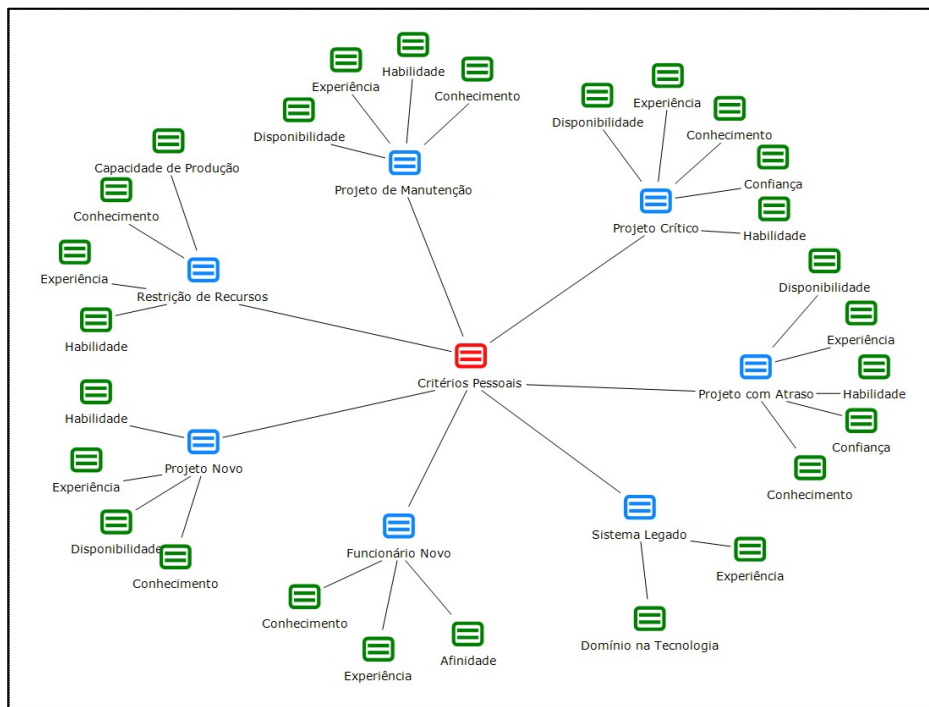 Habilidade
Experiência
Conhecimento
Disponibilidade
Projeto de Manutenção
Experiência
Disponibilidade
Conhecimento
Confiança
Habilidade
Projeto Crítico
Capacidade de Produção
Conhecimento
Experiência
Restrição de Recursos
Habilidade
Critérios Pessoais
Disponibilidade
Experiência
Projeto com Atraso
Habilidade
Confiança
Conhecimento
Habilidade
Projeto Novo
Experiência
Disponibilidade
Conhecimento
Funcionário Novo
Conhecimento
Experiência
Afinidade
Sistema Legado
Experiência
Domínio na Tecnologia